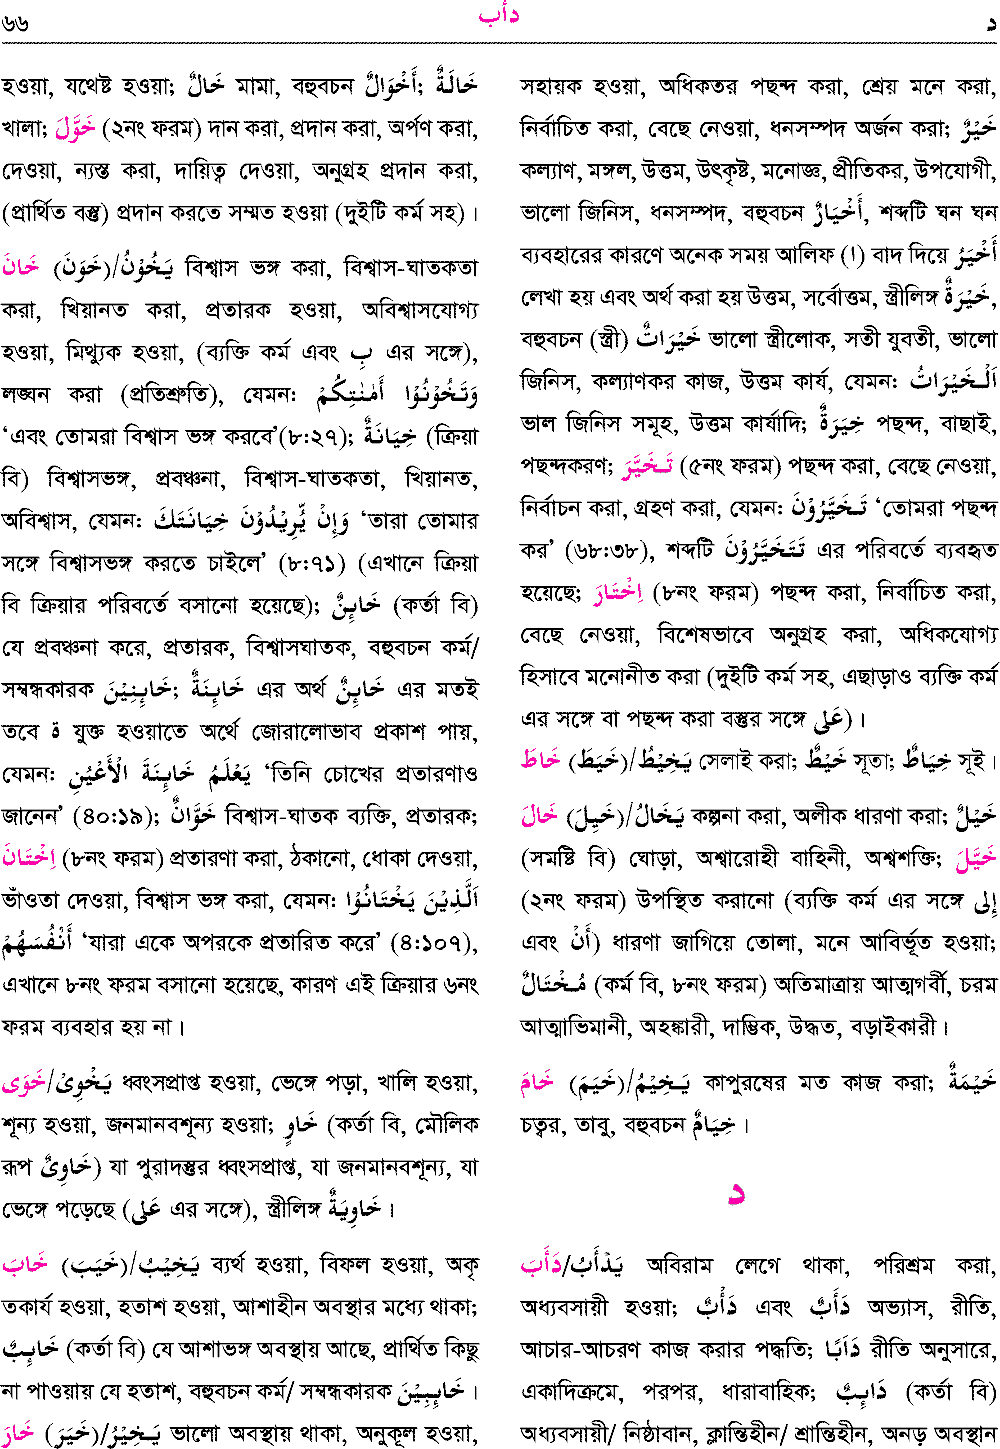 ৬৬ دأب د
হওয়া, যথেষ্ট হওয়া; خَالٌ মামা, বহুবচন أَخْوَالٌ; خَالَةٌ
খালা; خَوَّلَ (২নং ফরম) দান করা, প্রদান করা, অর্পণ করা,
দেওয়া, ন্যস্ত করা, দায়িত্ব দেওয়া, অনুগ্রহ প্রদান করা,
(প্রার্থিত বস্তু) প্রদান করতে সম্মত হওয়া (দুইটি কর্ম সহ)।
خَانَ (خَوَنَ)/يَخُوْنُ বিশ্বাস ভঙ্গ করা, বিশ্বাস-ঘাতকতা
করা, খিয়ানত করা, প্রতারক হওয়া, অবিশ্বাসযোগ্য
হওয়া, মিথ্যুক হওয়া, (ব্যক্তি কর্ম এবং بِ এর সঙ্গে),
লঙ্ঘন করা (প্রতিশ্রুতি), যেমন: وَتَخُوْنُوْا أَمٰنٰتِكُمْ
‘এবং তোমরা বিশ্বাস ভঙ্গ করবে’(৮:২৭); خِيَانَةٌ (ক্রিয়া
বি) বিশ্বাসভঙ্গ, প্রবঞ্চনা, বিশ্বাস-ঘাতকতা, খিয়ানত,
অবিশ্বাস, যেমন: وَإِنْ يُّرِيْدُوْنَ خِيَانَتَكَ ‘তারা তোমার
সঙ্গে বিশ্বাসভঙ্গ করতে চাইলে’ (৮:৭১) (এখানে ক্রিয়া
বি ক্রিয়ার পরিবর্তে বসানো হয়েছে); خَايِنٌ (কর্তা বি)
যে প্রবঞ্চনা করে, প্রতারক, বিশ্বাসঘাতক, বহুবচন কর্ম/
সম্বন্ধকারক خَايِنِيْنَ; خَايِنَةٌ এর অর্থ خَايِنٌ এর মতই
তবে ة যুক্ত হওয়াতে অর্থে জোরালোভাব প্রকাশ পায়,
যেমন: يَعْلَمُ خَايِنَةَ الْأَعْيُنِ ‘তিনি চোখের প্রতারণাও
জানেন’ (৪০:১৯); خَوَّانٌ বিশ্বাস-ঘাতক ব্যক্তি, প্রতারক;
اِخْتَانَ (৮নং ফরম) প্রতারণা করা, ঠকানো, ধোকা দেওয়া,
ভাঁওতা দেওয়া, বিশ্বাস ভঙ্গ করা, যেমন: اَلَّذِيْنَ يَخْتَانُوْا
أَنْفُسَهُمْ ‘যারা একে অপরকে প্রতারিত করে’ (৪:১০৭),
এখানে ৮নং ফরম বসানো হয়েছে, কারণ এই ক্রিয়ার ৬নং
ফরম ব্যবহার হয় না।
خَوَى/يَخْوِىْ ধ্বংসপ্রাপ্ত হওয়া, ভেঙ্গে পড়া, খালি হওয়া,
শূন্য হওয়া, জনমানবশূন্য হওয়া; خَاوٍ (কর্তা বি, মৌলিক
রূপ خَاوِىٌ) যা পুরাদস্তুর ধ্বংসপ্রাপ্ত, যা জনমানবশূন্য, যা
ভেঙ্গে পড়েছে (عَلٰى এর সঙ্গে), স্ত্রীলিঙ্গ خَاوِيَةٌ।
خَابَ (خَيَبَ)/يَخِيْبُ ব্যর্থ হওয়া, বিফল হওয়া, অকৃ
তকার্য হওয়া, হতাশ হওয়া, আশাহীন অবস্থার মধ্যে থাকা;
خَايِبٌ (কর্তা বি) যে আশাভঙ্গ অবস্থায় আছে, প্রার্থিত কিছু
না পাওয়ায় যে হতাশ, বহুবচন কর্ম/ সম্বন্ধকারক خَايِبِيْنَ।
خَارَ (خَيَرَ)/يَخِيْرُ ভালো অবস্থায় থাকা, অনুকূল হওয়া,
সহায়ক হওয়া, অধিকতর পছন্দ করা, শ্রেয় মনে করা,
নির্বাচিত করা, বেছে নেওয়া, ধনসম্পদ অর্জন করা; خَيْرٌ
কল্যাণ, মঙ্গল, উত্তম, উৎকৃষ্ট, মনোজ্ঞ, প্রীতিকর, উপযোগী,
ভালো জিনিস, ধনসম্পদ, বহুবচন أَخْيَارٌ, শব্দটি ঘন ঘন
ব্যবহারের কারণে অনেক সময় আলিফ (ا) বাদ দিয়ে أَخْيَرُ
লেখা হয় এবং অর্থ করা হয় উত্তম, সর্বোত্তম, স্ত্রীলিঙ্গ خَيْرَةٌ,
বহুবচন (স্ত্রী) خَيْرَاتٌ ভালো স্ত্রীলোক, সতী যুবতী, ভালো
জিনিস, কল্যাণকর কাজ, উত্তম কার্য, যেমন: اَلْخَيْرَاتُ
ভাল জিনিস সমূহ, উত্তম কার্যাদি; خِيَرَةٌ পছন্দ, বাছাই,
পছন্দকরণ; تَخَيَّرَ (৫নং ফরম) পছন্দ করা, বেছে নেওয়া,
নির্বাচন করা, গ্রহণ করা, যেমন: تَخَيَّرُوْنَ ‘তোমরা পছন্দ
কর’ (৬৮:৩৮), শব্দটি تَتَخَيَّرُوْنَ এর পরিবর্তে ব্যবহৃত
হয়েছে; اِخْتَارَ (৮নং ফরম) পছন্দ করা, নির্বাচিত করা,
বেছে নেওয়া, বিশেষভাবে অনুগ্রহ করা, অধিকযোগ্য
হিসাবে মনোনীত করা (দুইটি কর্ম সহ, এছাড়াও ব্যক্তি কর্ম
এর সঙ্গে বা পছন্দ করা বস্তুর সঙ্গে عَلٰى)।
خَاطَ (خَيَطَ)/يَخِيْطُ সেলাই করা; خَيْطٌ সূতা; خِيَاطٌ সূই।
خَالَ (خَيِلَ)/يَخَالُ কল্পনা করা, অলীক ধারণা করা; خَيْلٌ
(সমষ্টি বি) ঘোড়া, অশ্বারোহী বাহিনী, অশ্বশক্তি; خَيَّلَ
(২নং ফরম) উপস্থিত করানো (ব্যক্তি কর্ম এর সঙ্গে إِلٰى
এবং أَنْ) ধারণা জাগিয়ে তোলা, মনে আবির্ভূত হওয়া;
مُخْتَالٌ (কর্ম বি, ৮নং ফরম) অতিমাত্রায় আত্মগর্বী, চরম
আত্মাভিমানী, অহঙ্কারী, দাম্ভিক, উদ্ধত, বড়াইকারী।
خَامَ (خَيَمَ)/يَخِيْمُ কাপুরষের মত কাজ করা; خَيْمَةٌ
চত্বর, তাবু, বহুবচন خِيَامٌ।
د
دَأَبَ/يَدْأَبُ অবিরাম লেগে থাকা, পরিশ্রম করা,
অধ্যবসায়ী হওয়া; دَأْبٌ এবং دَأَبٌ অভ্যাস, রীতি,
আচার-আচরণ কাজ করার পদ্ধতি; دَاَبًا রীতি অনুসারে,
একাদিক্রমে, পরপর, ধারাবাহিক; دَايِبٌ (কর্তা বি)
অধ্যবসায়ী/ নিষ্ঠাবান, ক্লান্তিহীন/ শ্রান্তিহীন, অনড় অবস্থান